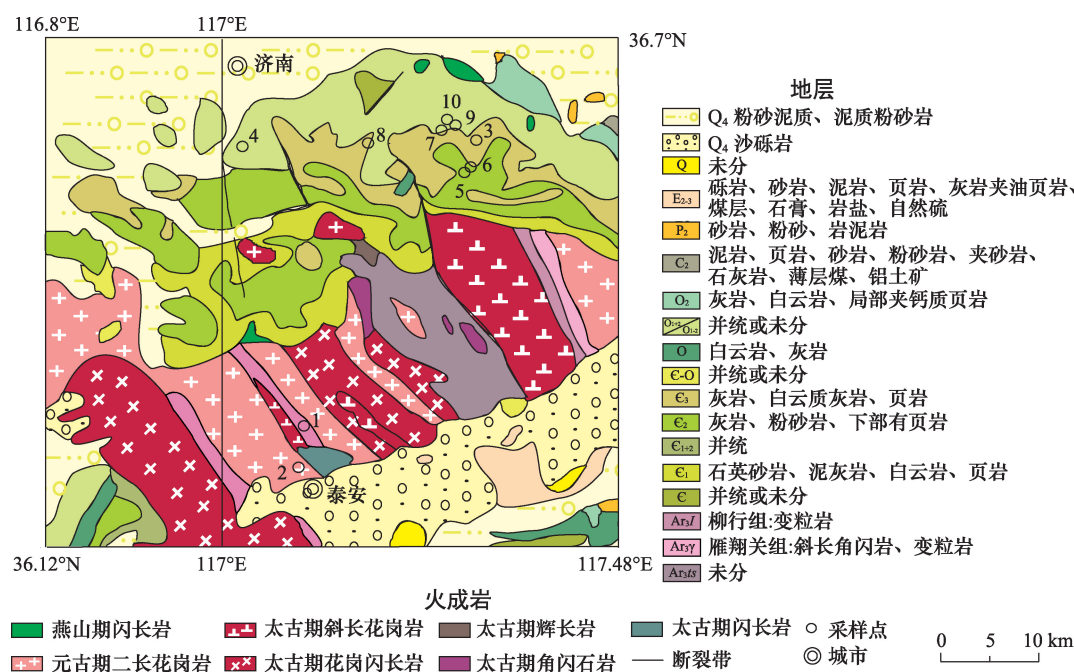 116.8°E
117°E
36.7°N
济南
10
9
8
7
3
4
6
5
1
2
泰安
36.12°N
117°E
117.48°E
地层
Q₄ 粉砂泥质、泥质粉砂岩
Q₄ 沙砾岩
Q 未分
E₂₋₃ 砾岩、砂岩、泥岩、页岩、灰岩夹油页岩、
煤层、石膏、岩盐、自然硫
P₂ 砂岩、粉砂、岩泥岩
C₂ 泥岩、页岩、砂岩、粉砂岩、夹砂岩、
石灰岩、薄层煤、铝土矿
O₂ 灰岩、白云岩、局部夹钙质页岩
并统或未分
O 白云岩、灰岩
Є-O 并统或未分
Є₃ 灰岩、白云质灰岩、页岩
Є₂ 灰岩、粉砂岩、下部有页岩
Є₁₊₂ 并统
Є₁ 石英砂岩、泥灰岩、白云岩、页岩
Є 并统或未分
Ar₃l 柳行组:变粒岩
Ar₃γ 雁翔关组:斜长角闪岩、变粒岩
Ar₃ts 未分
火成岩
燕山期闪长岩
太古期斜长花岗岩
太古期辉长岩
太古期闪长岩
采样点
元古期二长花岗岩
太古期花岗闪长岩
太古期角闪石岩
断裂带
城市
0 5 10 km